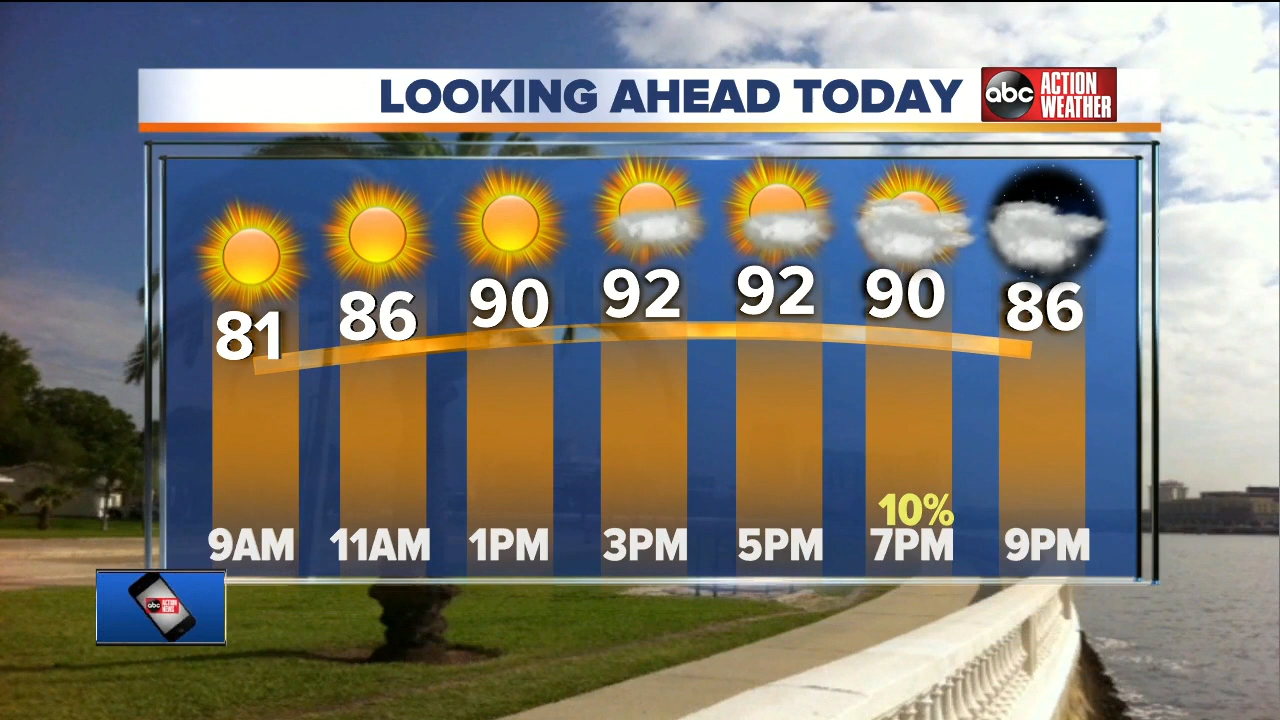 LOOKING AHEAD TODAY
abc ACTION
WEATHER
81 86 90 92 92 90 86
10%
9AM 11AM 1PM 3PM 5PM 7PM 9PM
abc ACTION
NEWS